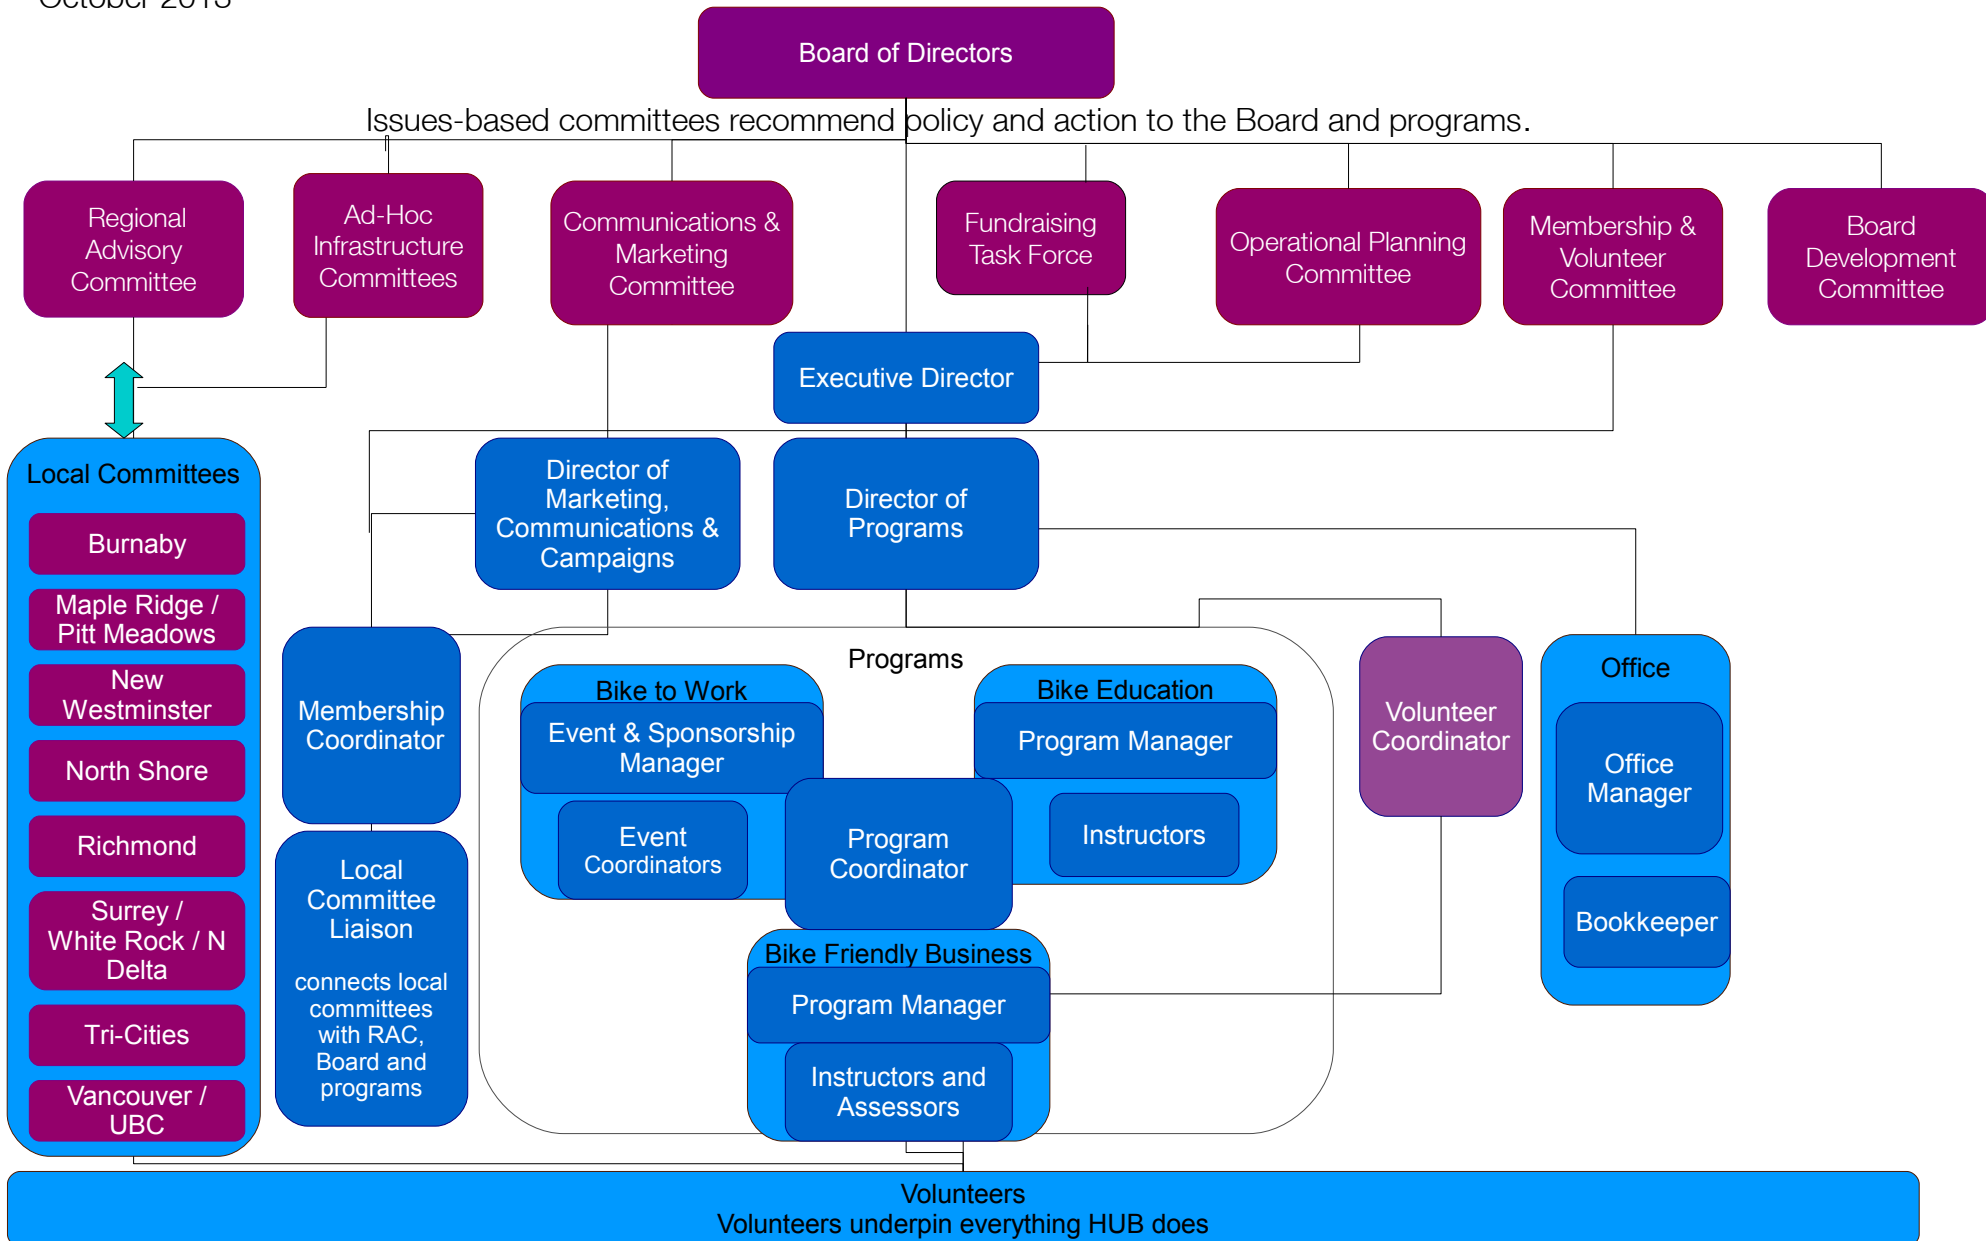 October 2013
Board of Directors
Issues-based committees recommend policy and action to the Board and programs.
Regional
Advisory
Committee
Ad-Hoc
Infrastructure
Committees
Communications &
Marketing
Committee
Fundraising
Task Force
Operational Planning
Committee
Membership &
Volunteer
Committee
Board
Development
Committee
Executive Director
Local Committees
Burnaby
Maple Ridge /
Pitt Meadows
New
Westminster
North Shore
Richmond
Surrey /
White Rock / N
Delta
Tri-Cities
Vancouver /
UBC
Director of
Marketing,
Communications &
Campaigns
Director of
Programs
Membership
Coordinator
Local
Committee
Liaison
connects local
committees
with RAC,
Board and
programs
Programs
Bike to Work
Event & Sponsorship
Manager
Event
Coordinators
Bike Education
Program Manager
Instructors
Program
Coordinator
Bike Friendly Business
Program Manager
Instructors and
Assessors
Volunteer
Coordinator
Office
Office
Manager
Bookkeeper
Volunteers
Volunteers underpin everything HUB does